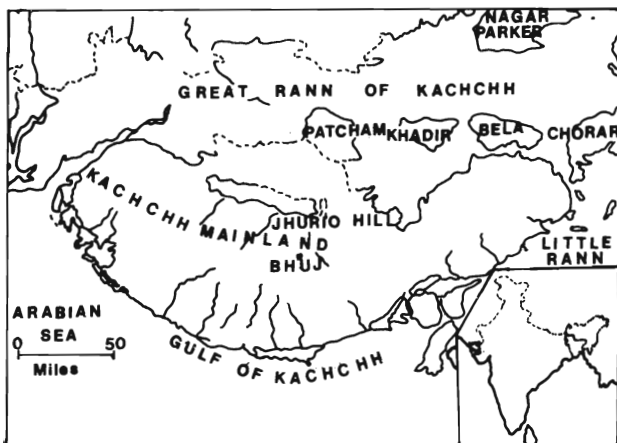 NAGAR
PARKER
GREAT RANN OF KACHCHH
PATCHAM
KHADIR
BELA
CHORAR
KACHCHH MAINLAND
JHURIO HILL
BHUJ
LITTLE
RANN
ARABIAN
SEA
0 50
Miles
GULF OF KACHCHH